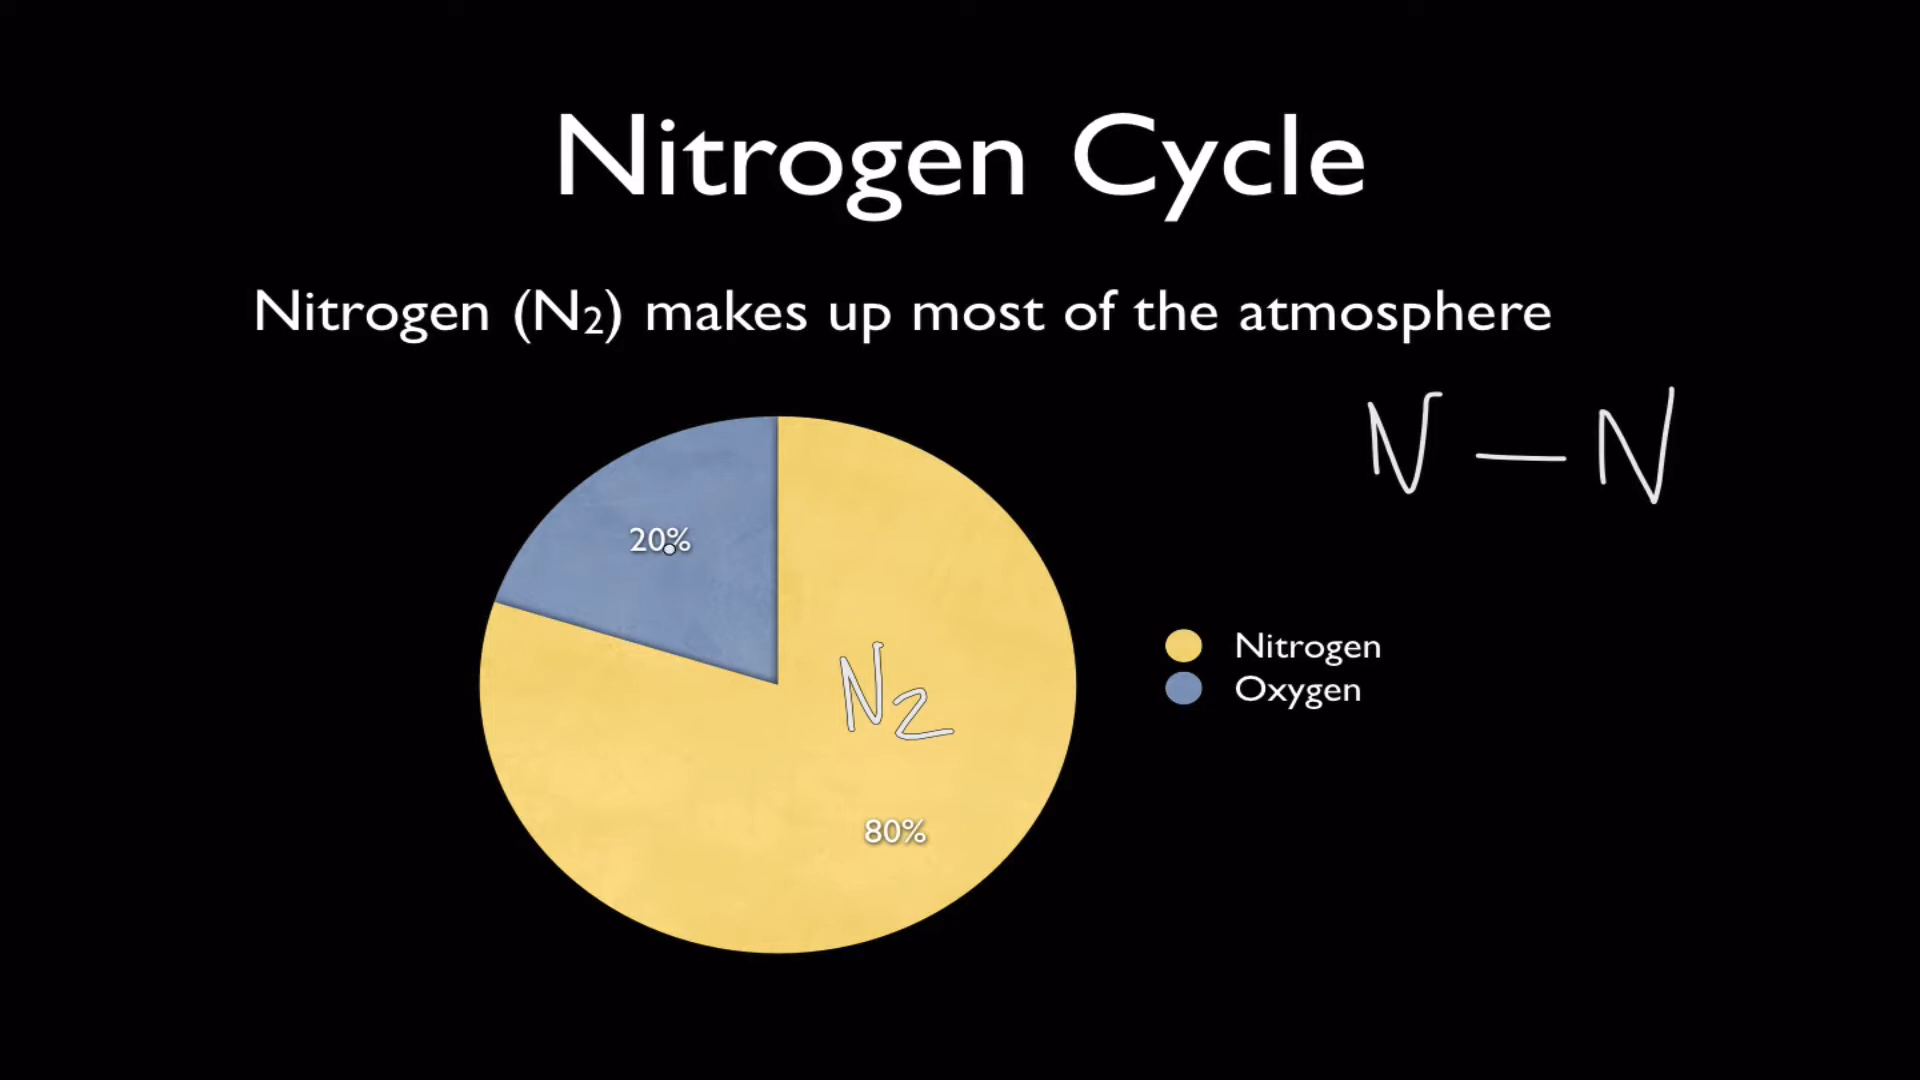 Nitrogen Cycle
Nitrogen (N₂) makes up most of the atmosphere
N — N
20%
N₂
80%
Nitrogen
Oxygen